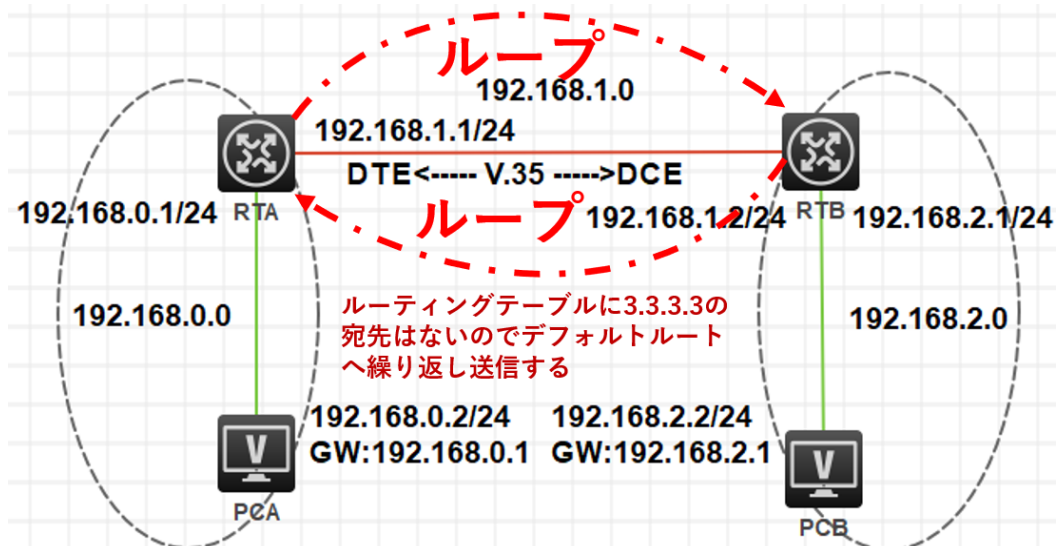 ループ
192.168.1.0
192.168.1.1/24
DTE<----- V.35 ----->DCE
192.168.0.1/24 RTA
ループ
192.168.1.2/24
RTB 192.168.2.1/24
ルーティングテーブルに3.3.3.3の
宛先はないのでデフォルトルート
へ繰り返し送信する
192.168.0.0
192.168.2.0
192.168.0.2/24
GW:192.168.0.1
192.168.2.2/24
GW:192.168.2.1
V
PCA
V
PCB